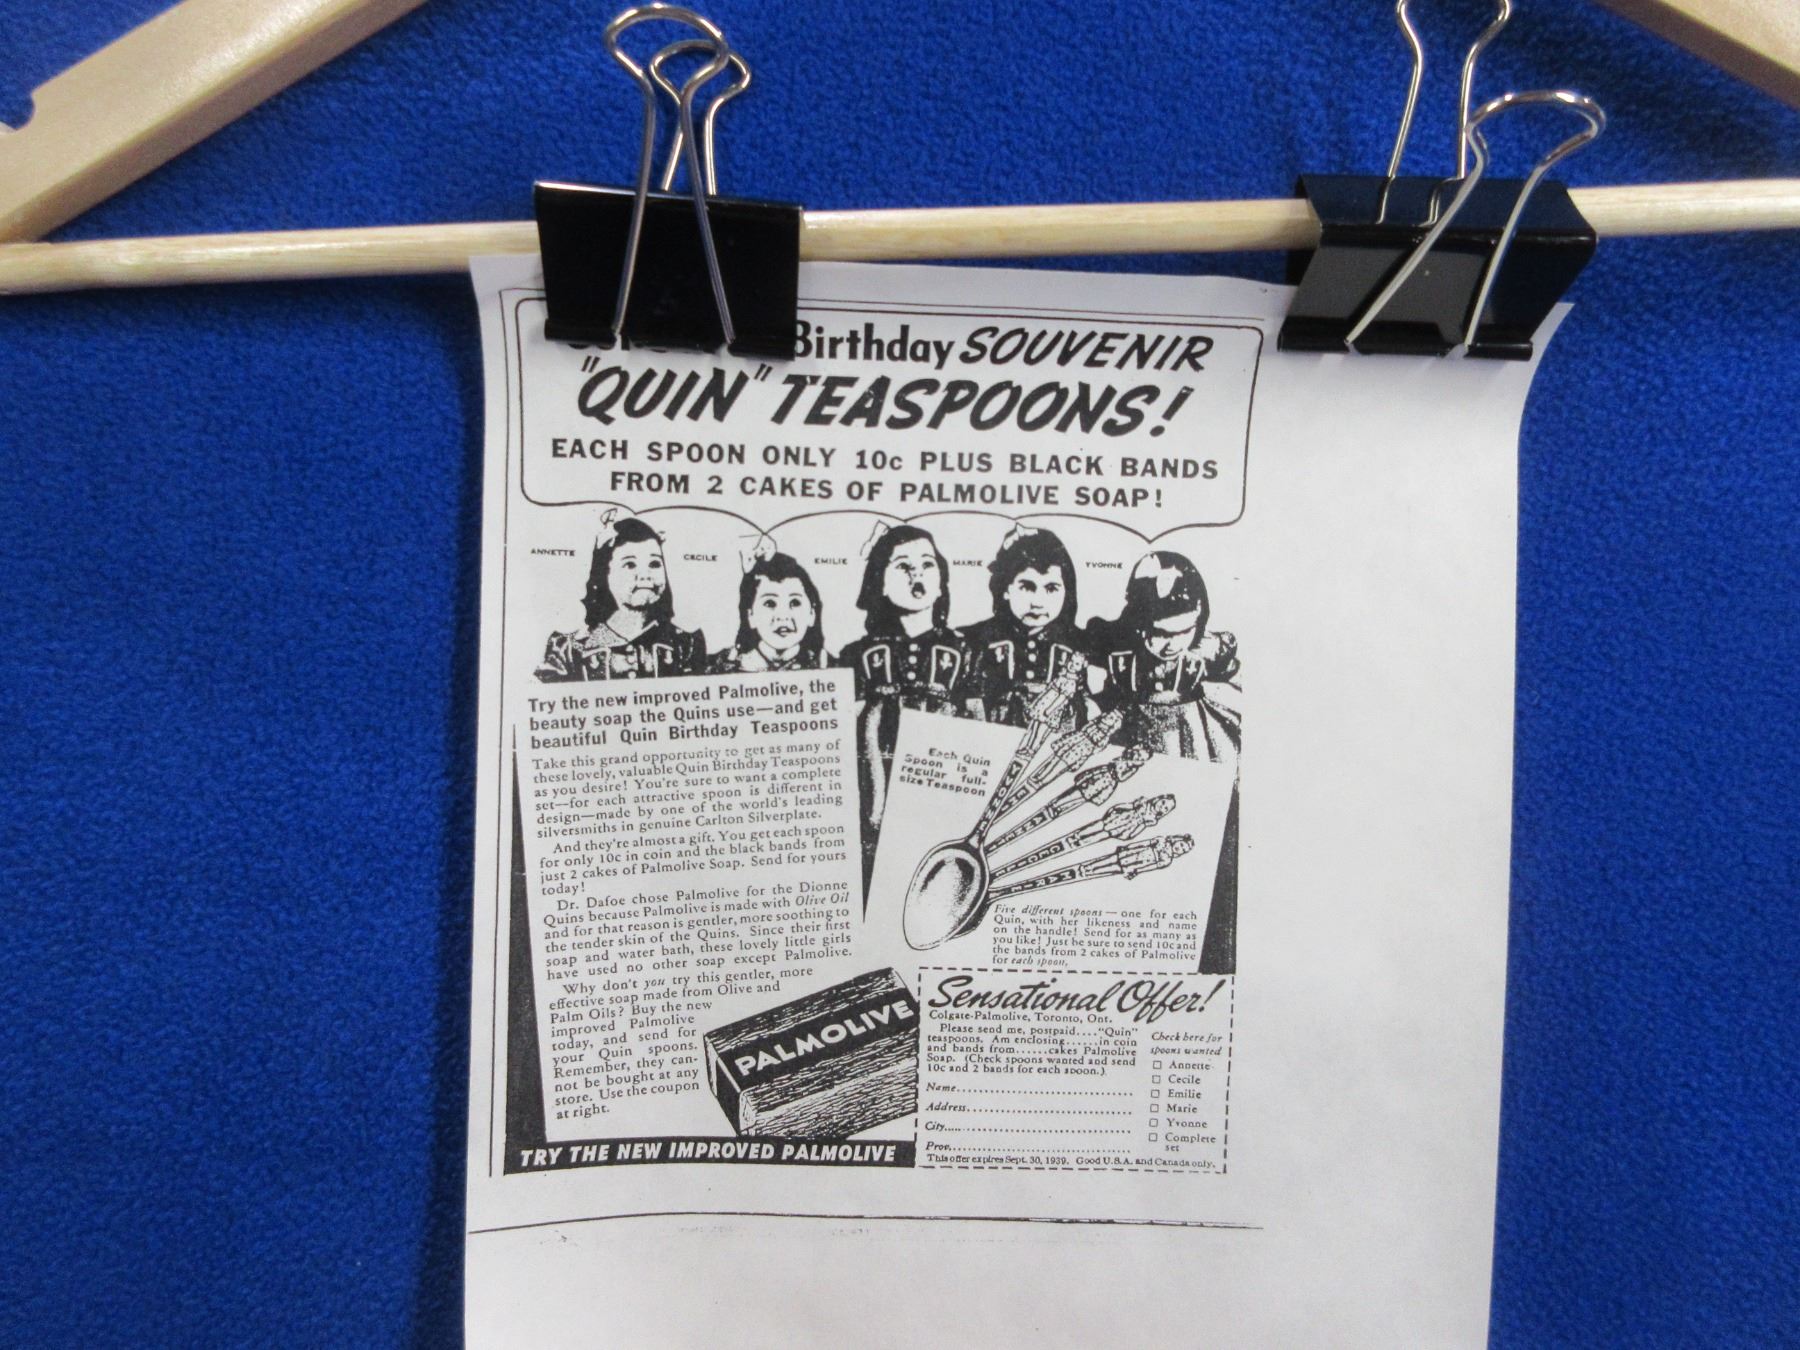 Birthday SOUVENIR
"QUIN" TEASPOONS!
EACH SPOON ONLY 10c PLUS BLACK BANDS
FROM 2 CAKES OF PALMOLIVE SOAP!
ANNETTE
CECILE
EMILIE
MARIE
YVONNE
Try the new improved Palmolive, the
beauty soap the Quins use—and get
beautiful Quin Birthday Teaspoons
Take this grand opportunity to get as many of
these lovely, valuable Quin Birthday Teaspoons
as you desire! You're sure to want a complete
set—for each attractive spoon is different in
design—made by one of the world's leading
silversmiths in genuine Carlton Silverplate.
And they're almost a gift. You get each spoon
for only 10c in coin and the black bands from
just 2 cakes of Palmolive Soap. Send for yours
today!
Dr. Dafoe chose Palmolive for the Dionne
Quins because Palmolive is made with Olive Oil
and for that reason is gentler, more soothing to
the tender skin of the Quins. Since their first
soap and water bath, these lovely little girls
have used no other soap except Palmolive.
Why don't you try this gentler, more
effective soap made from Olive and
Palm Oils? Buy the new
improved Palmolive
today, and send for
your Quin spoons.
Remember, they can-
not be bought at any
store. Use the coupon
at right.
Each Quin
Spoon is a
regular full-
size Teaspoon
YVONNE
EMILIE
ANNETTE
CECILE
MARIE
Five different spoons — one for each
Quin, with her likeness and name
on the handle! Send for as many as
you like! Just be sure to send 10c and
the bands from 2 cakes of Palmolive
for each spoon.
PALMOLIVE
TRY THE NEW IMPROVED PALMOLIVE
Sensational Offer!
Colgate-Palmolive, Toronto, Ont.
Please send me, postpaid...."Quin"
teaspoons. Am enclosing......in coin
and bands from......cakes Palmolive
Soap. (Check spoons wanted and send
10c and 2 bands for each spoon.)
Name
Address
City
Prov.
Check here for
spoons wanted
Annette
Cecile
Emilie
Marie
Yvonne
Complete
set
This offer expires Sept. 30, 1939. Good U.S.A. and Canada only.